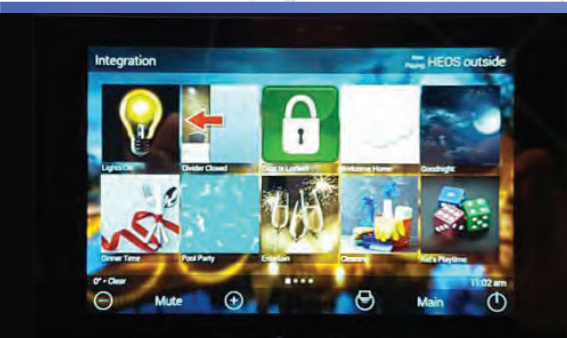 Integration
Now Playing HEOS outside
Lights On
Divider Closed
Door is Locked
Welcome Home
Goodnight
Dinner Time
Pool Party
Entertain
Cleaning
Kid's Playtime
0° - Clear
11:02 am
Mute
Main